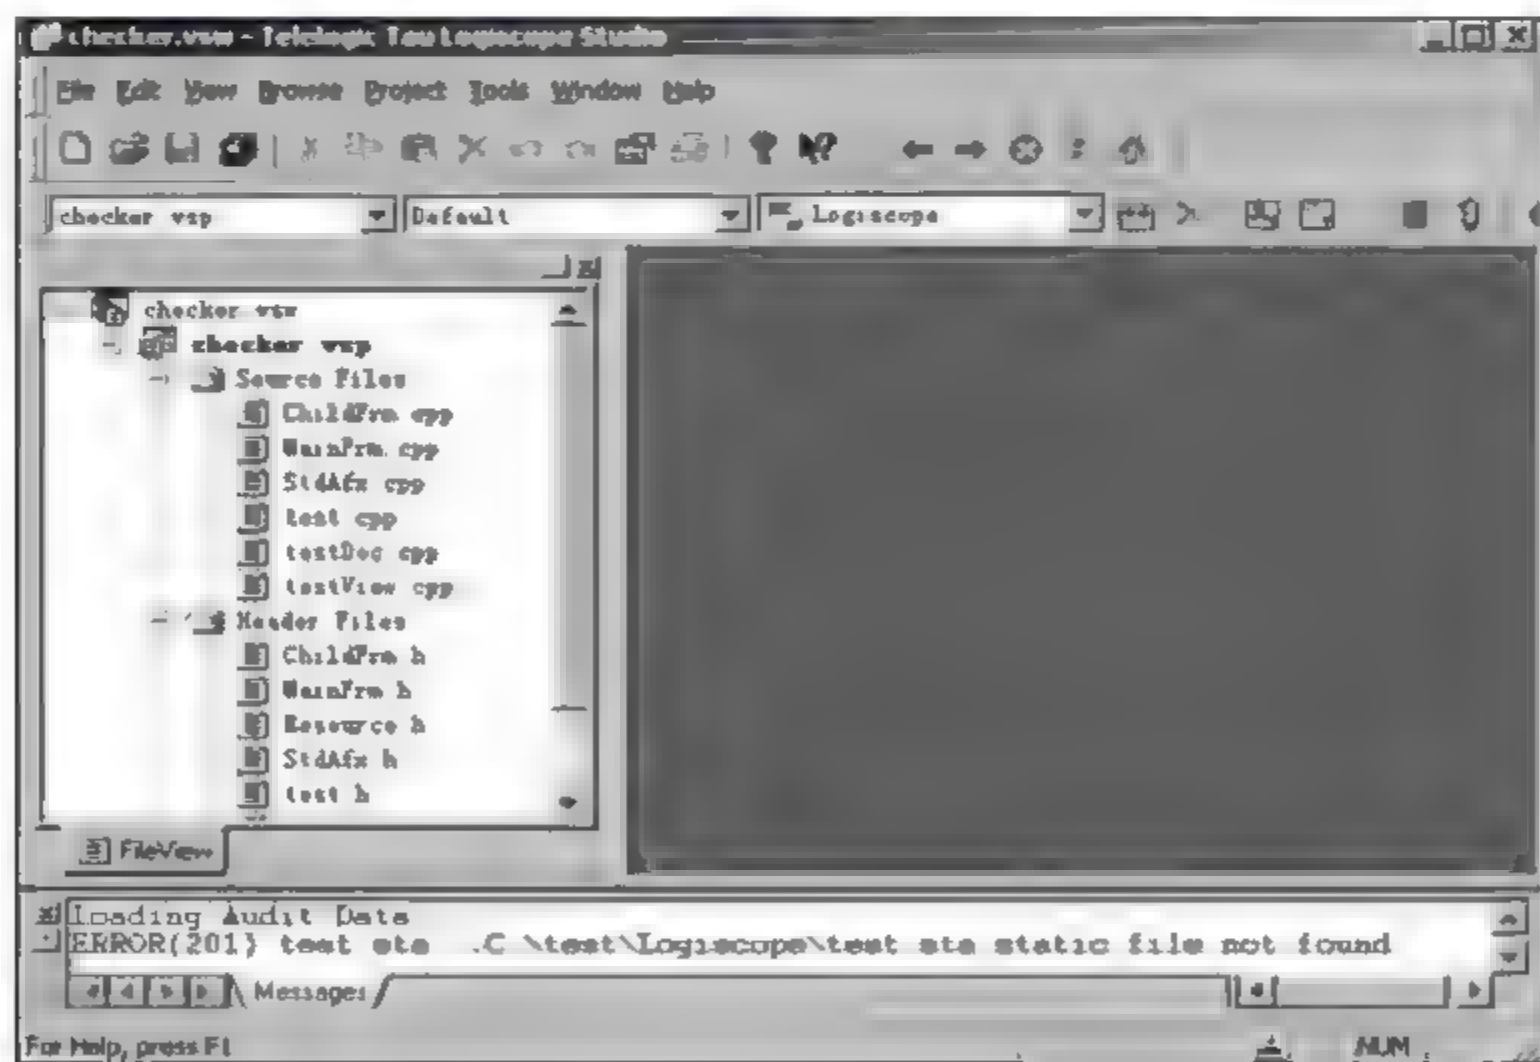 checker.vsw - Telelogic Tau Logiscope Studio
File Edit View Browse Project Tools Window Help
checker vsp
Default
Logiscope
checker vsw
checker vsp
Source Files
ChildFrm cpp
MainFrm. cpp
StdAfx cpp
test cpp
testDoc cpp
testView cpp
Header Files
ChildFrm h
MainFrm h
Resource h
StdAfx h
test h
FileView
Loading Audit Data
ERROR(201) test sta .C \test\Logiscope\test sta static file not found
Messages
For Help, press F1
NUM